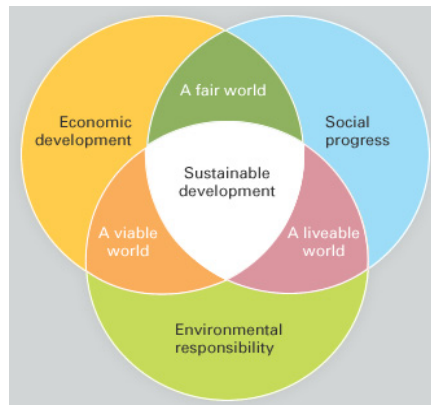 A fair world
Economic
development
Social
progress
Sustainable
development
A viable
world
A liveable
world
Environmental
responsibility